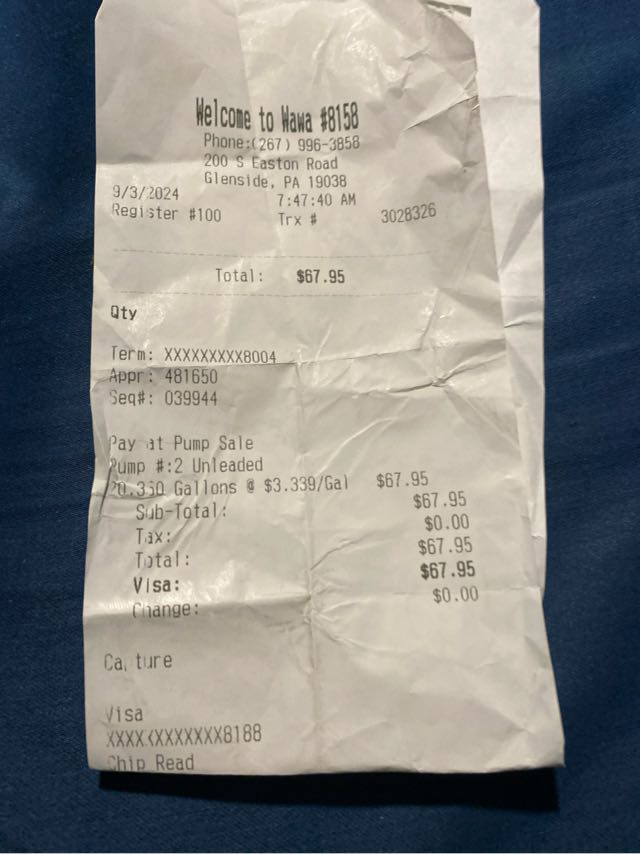 Welcome to Wawa #8158
Phone:(267) 996-3858
200 S Easton Road
Glenside, PA 19038
9/3/2024 7:47:40 AM
Register #100 Trx # 3028326
Total: $67.95
Qty
Term: XXXXXXXXX8004
Appr: 481650
Seq#: 039944
Pay at Pump Sale
Pump #:2 Unleaded
20.350 Gallons @ $3.339/Gal $67.95
Sub-Total: $67.95
Tax: $0.00
Total: $67.95
Visa: $67.95
Change: $0.00
Capture
Visa
XXXXXXXXXXXX8188
Chip Read